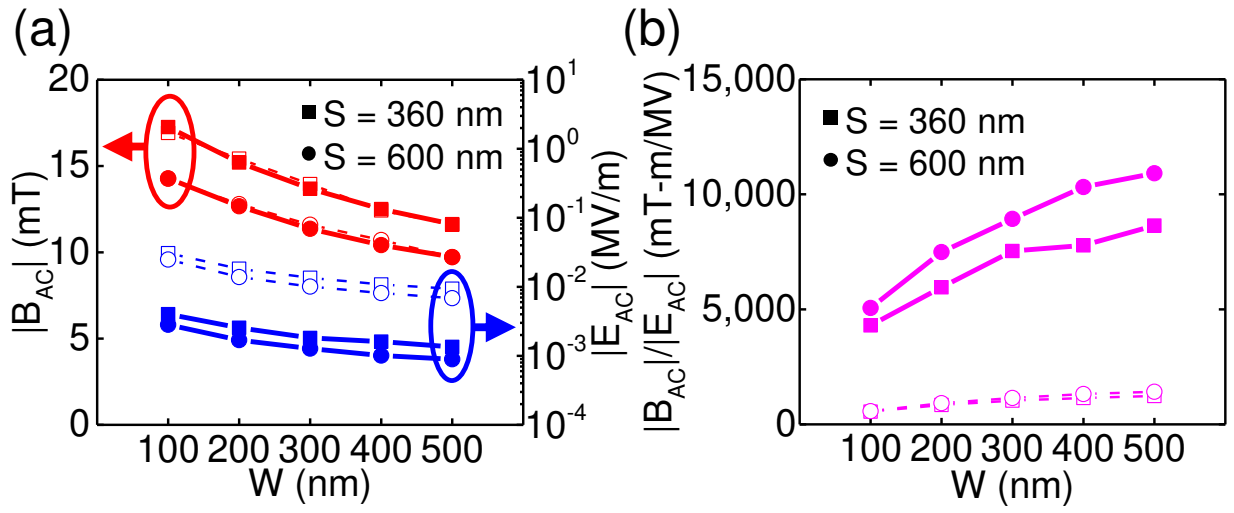 (a)
20
15
10
5
0
|B_AC| (mT)
S = 360 nm
S = 600 nm
10^1
10^0
10^-1
10^-2
10^-3
10^-4
|E_AC| (MV/m)
100 200 300 400 500
W (nm)
(b)
15,000
10,000
5,000
0
|B_AC|/|E_AC| (mT-m/MV)
S = 360 nm
S = 600 nm
100 200 300 400 500
W (nm)